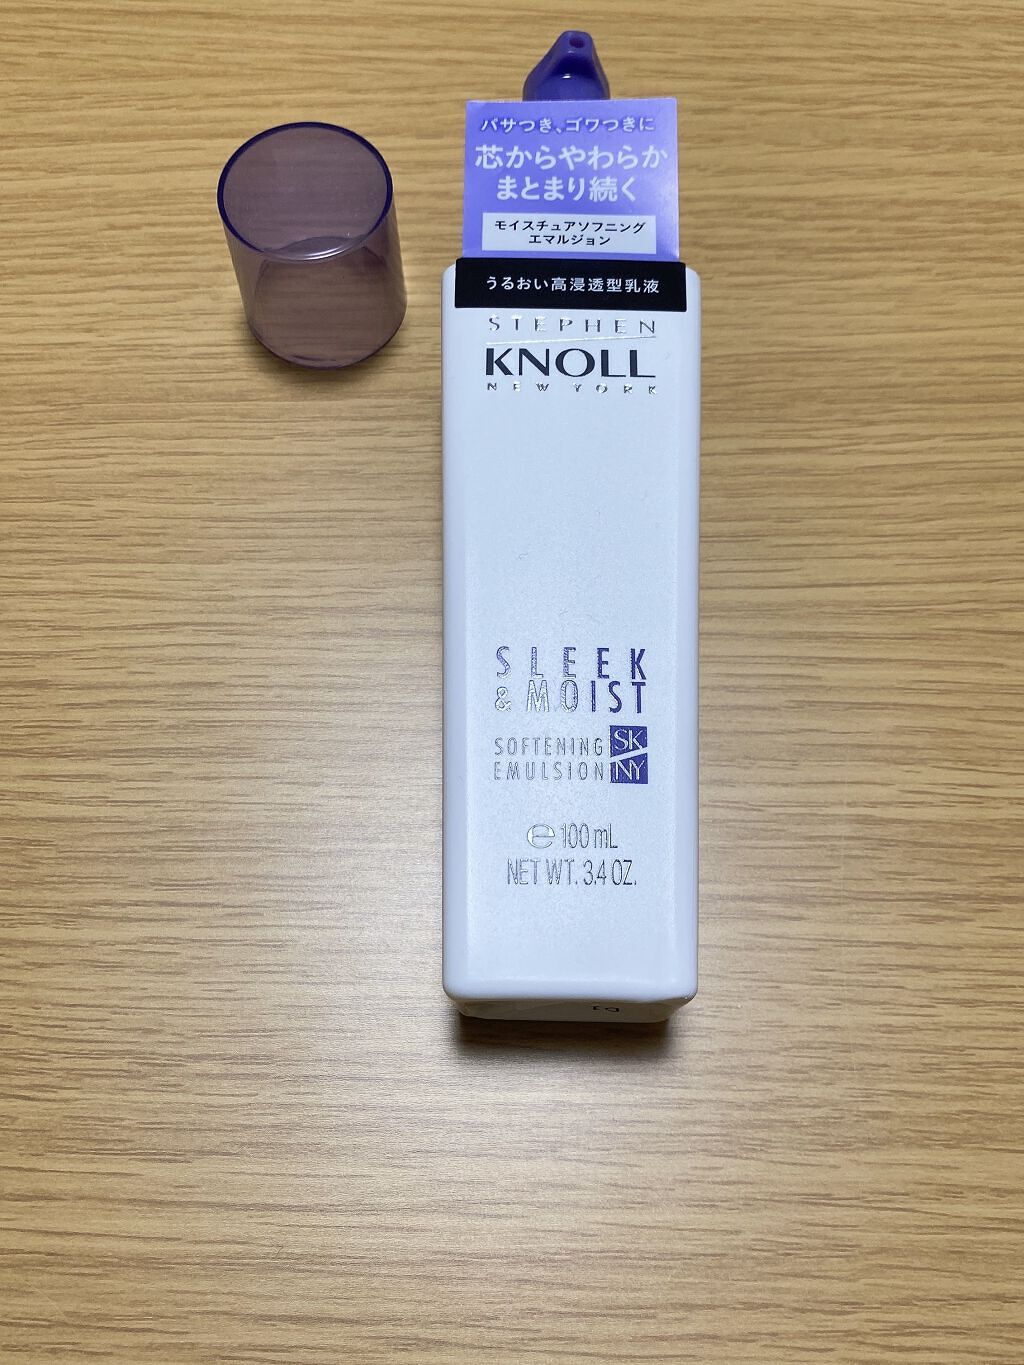 パサつき、ゴワつきに
芯からやわらか
まとまり続く
モイスチュアソフニング
エマルジョン
うるおい高浸透型乳液
STEPHEN
KNOLL
NEW YORK
SLEEK
& MOIST
SOFTENING
EMULSION
SK
NY
℮ 100 mL
NET WT. 3.4 OZ.